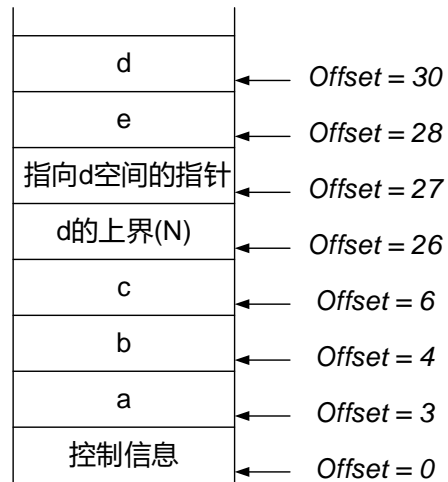 d
Offset = 30
e
Offset = 28
指向d空间的指针
Offset = 27
d的上界(N)
Offset = 26
c
Offset = 6
b
Offset = 4
a
Offset = 3
控制信息
Offset = 0